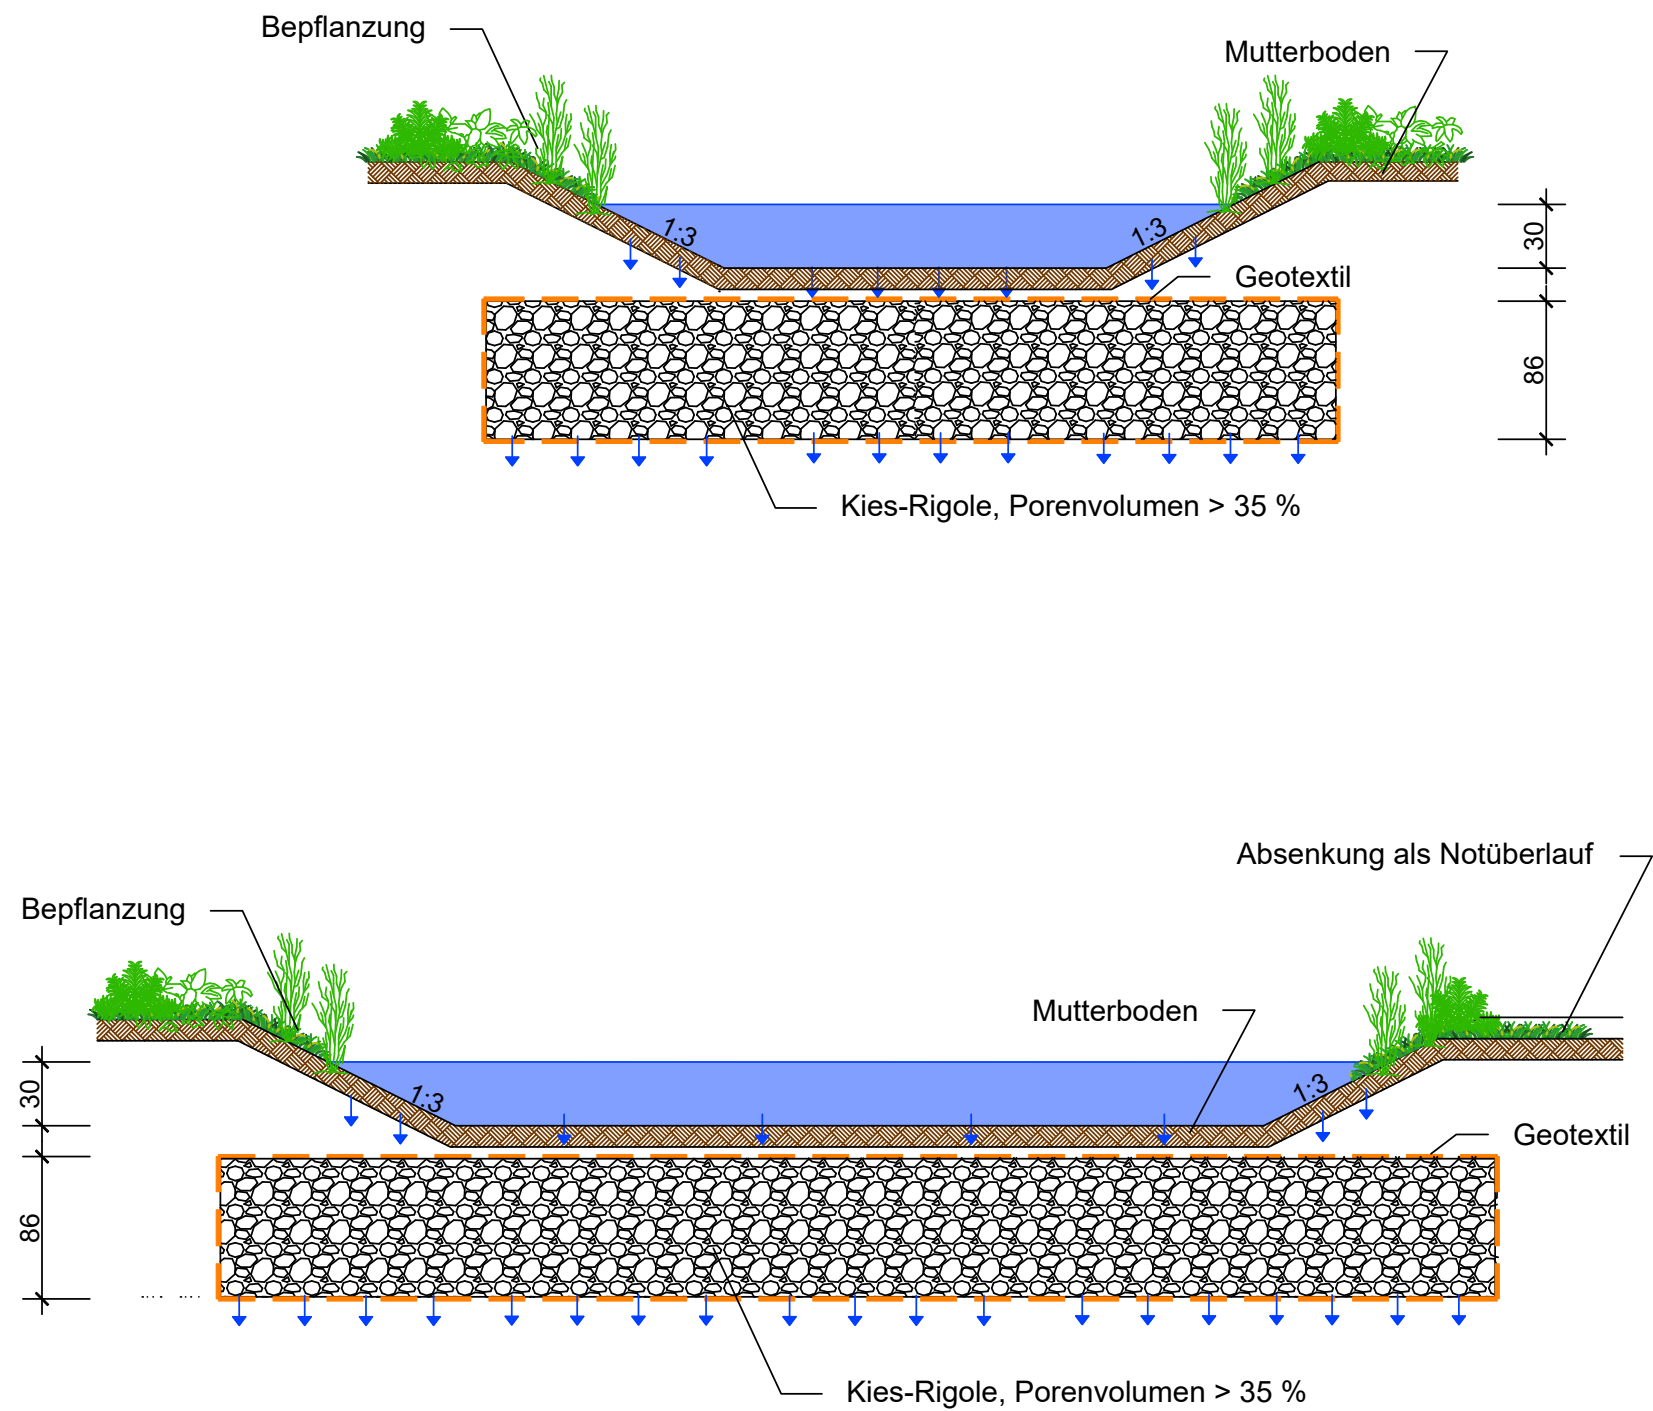 Bepflanzung
Mutterboden
1:3
1:3
30
Geotextil
86
Kies-Rigole, Porenvolumen > 35 %
Absenkung als Notüberlauf
Bepflanzung
Mutterboden
30
1:3
1:3
Geotextil
86
Kies-Rigole, Porenvolumen > 35 %